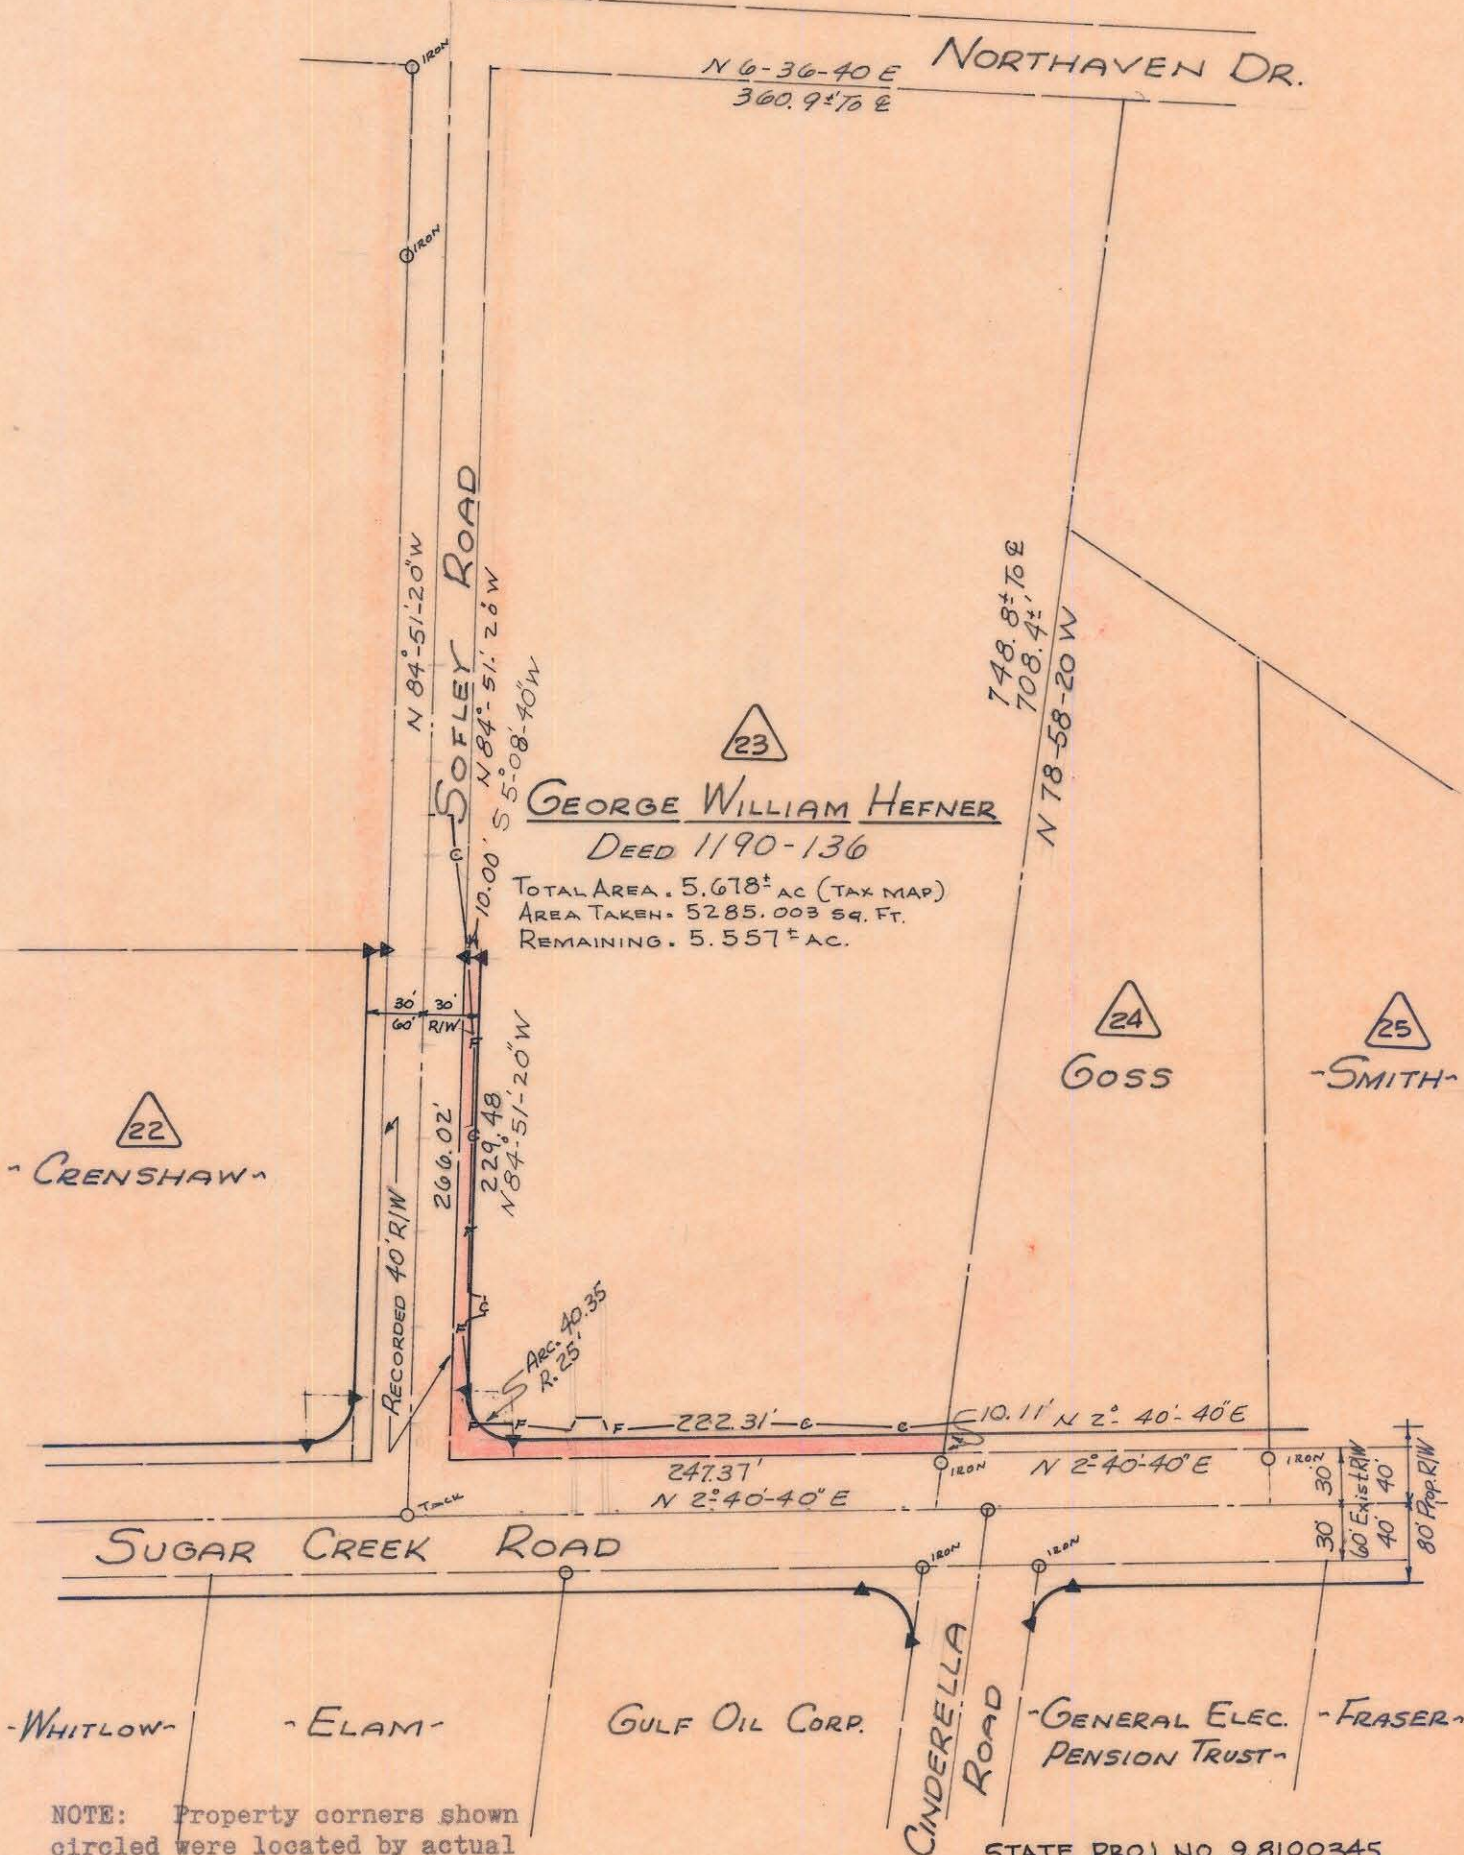 NORTHAVEN DR.
N 6-36-40 E
360.9± To ℄
IRON
IRON
SOFLEY ROAD
N 84°-51'-20"W
N 84°-51'-20"W
10.00' S 5°-08'-40"W
748.8±' To ℄
708.4±'
N 78-58-20 W
23
GEORGE WILLIAM HEFNER
DEED 1190-136
TOTAL AREA. 5.678± AC (TAX MAP)
AREA TAKEN. 5285.003 SQ. FT.
REMAINING. 5.557± AC.
30' 30'
60' R/W
24
GOSS
25
-SMITH-
22
-CRENSHAW-
RECORDED 40' R/W
266.02'
229.48
N 84°-51'-20"W
F
C
F
C
ARC. 40.35
R. 25'
F F F 222.31' C C
10.11' N 2°-40'-40"E
247.37'
N 2°-40'-40"E
IRON
N 2°-40'-40"E
IRON
30' 30'
60' Exist R/W
40' 40'
80' Prop. R/W
TACK
SUGAR CREEK ROAD
IRON
IRON
CINDERELLA ROAD
-WHITLOW-
-ELAM-
GULF OIL CORP.
-GENERAL ELEC.
PENSION TRUST-
-FRASER-
NOTE: Property corners shown
circled were located by actual
STATE PROJ. NO. 9.8100345